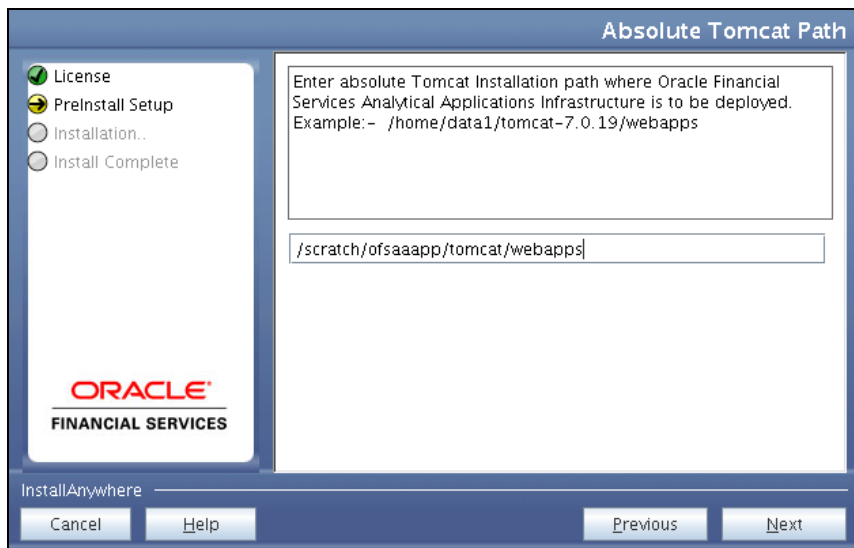 Absolute Tomcat Path
License
PreInstall Setup
Installation..
Install Complete
ORACLE
FINANCIAL SERVICES
Enter absolute Tomcat Installation path where Oracle Financial
Services Analytical Applications Infrastructure is to be deployed.
Example:- /home/data1/tomcat-7.0.19/webapps
/scratch/ofsaaapp/tomcat/webapps
InstallAnywhere
Cancel
Help
Previous
Next